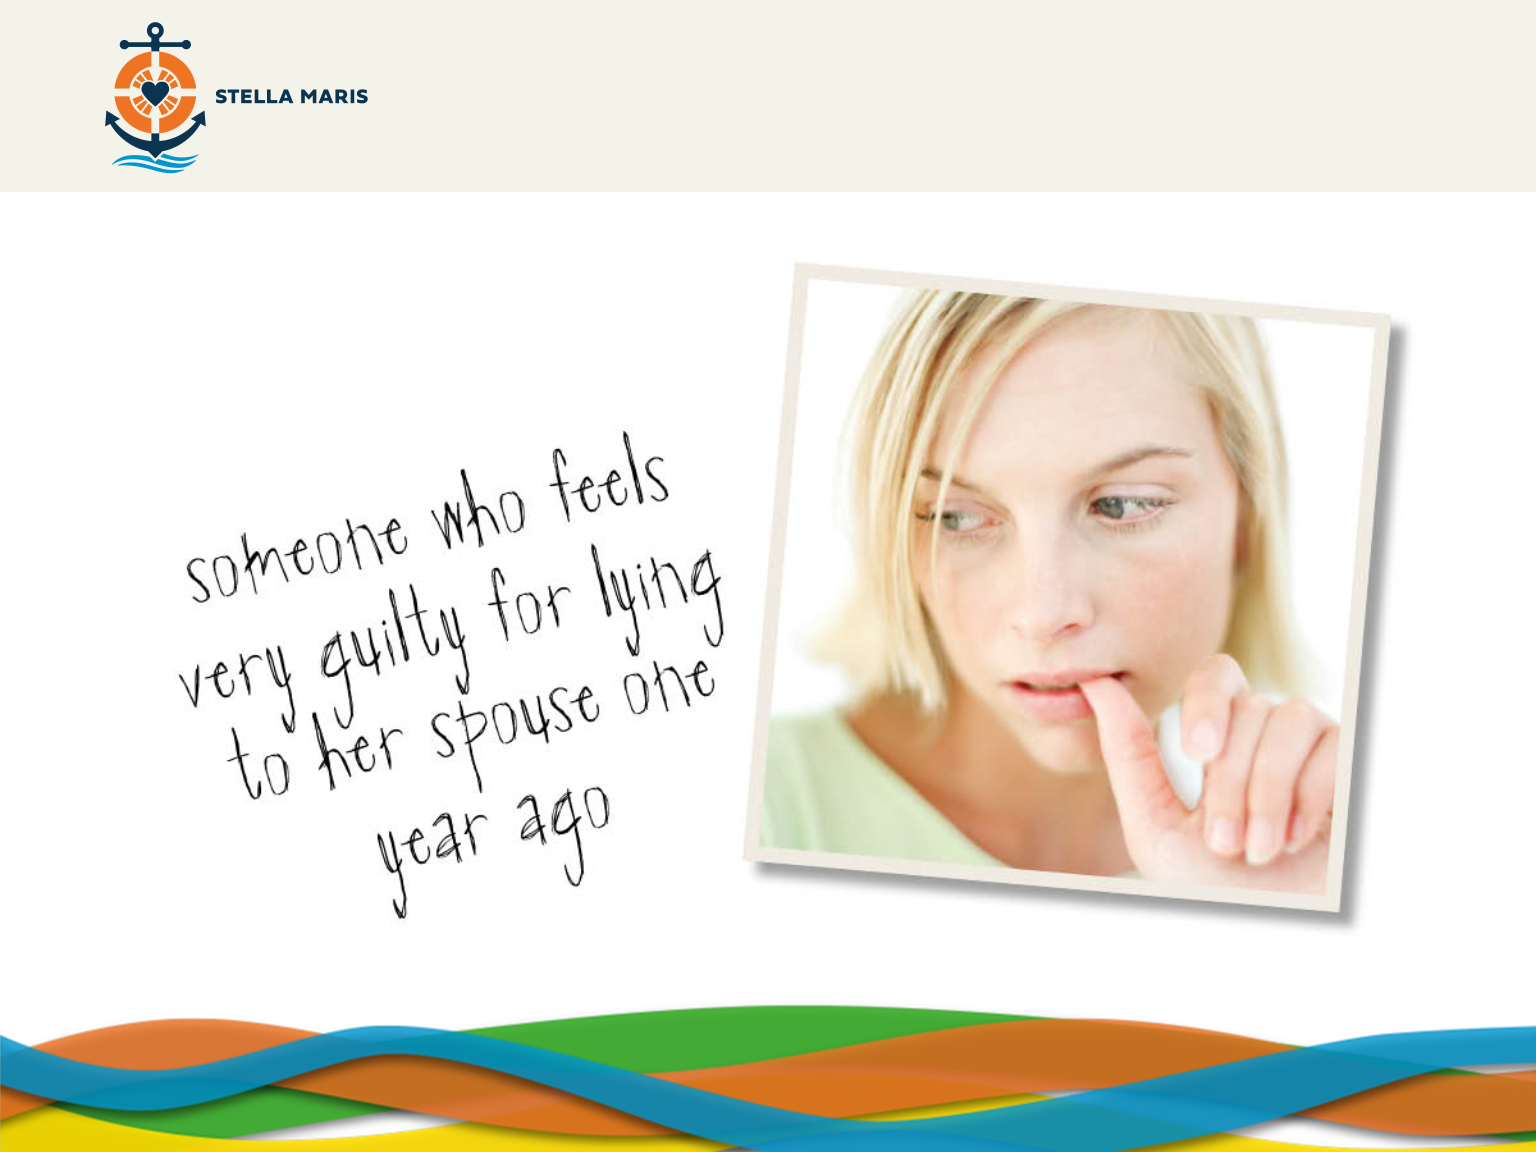 STELLA MARIS
someone who feels
very guilty for lying
to her spouse one
year ago